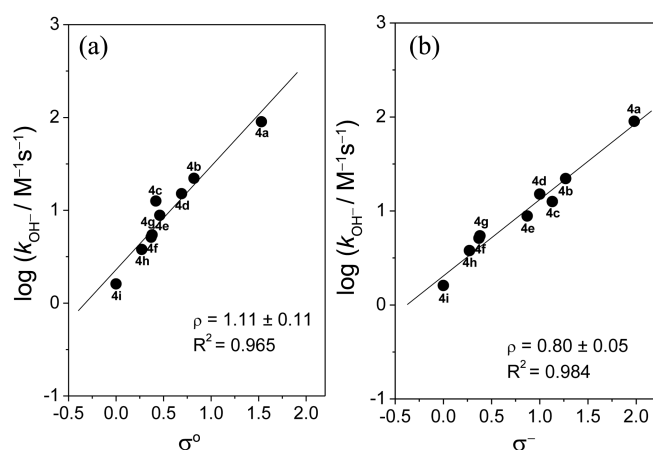 (a)
log (k_OH⁻ / M⁻¹s⁻¹)
3
2
1
0
-1
4a
4b
4c
4d
4g
4e
4f
4h
4i
ρ = 1.11 ± 0.11
R² = 0.965
-0.5 0.0 0.5 1.0 1.5 2.0
σ°
(b)
log (k_OH⁻ / M⁻¹s⁻¹)
3
2
1
0
-1
4a
4d
4b
4c
4g
4e
4f
4h
4i
ρ = 0.80 ± 0.05
R² = 0.984
-0.5 0.0 0.5 1.0 1.5 2.0
σ⁻